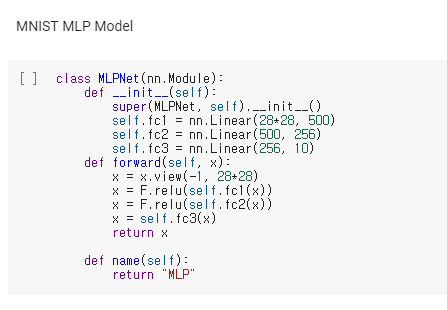 MNIST MLP Model
[ ] class MLPNet(nn.Module):
    def __init__(self):
        super(MLPNet, self).__init__()
        self.fc1 = nn.Linear(28*28, 500)
        self.fc2 = nn.Linear(500, 256)
        self.fc3 = nn.Linear(256, 10)
    def forward(self, x):
        x = x.view(-1, 28*28)
        x = F.relu(self.fc1(x))
        x = F.relu(self.fc2(x))
        x = self.fc3(x)
        return x

    def name(self):
        return "MLP"